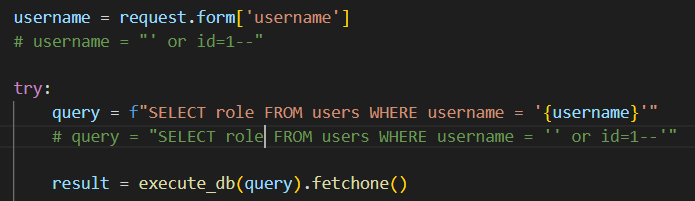 username = request.form['username']
# username = "' or id=1--"
try:
query = f"SELECT role FROM users WHERE username = '{username}'"
# query = "SELECT role FROM users WHERE username = '' or id=1--'"
result = execute_db(query).fetchone()